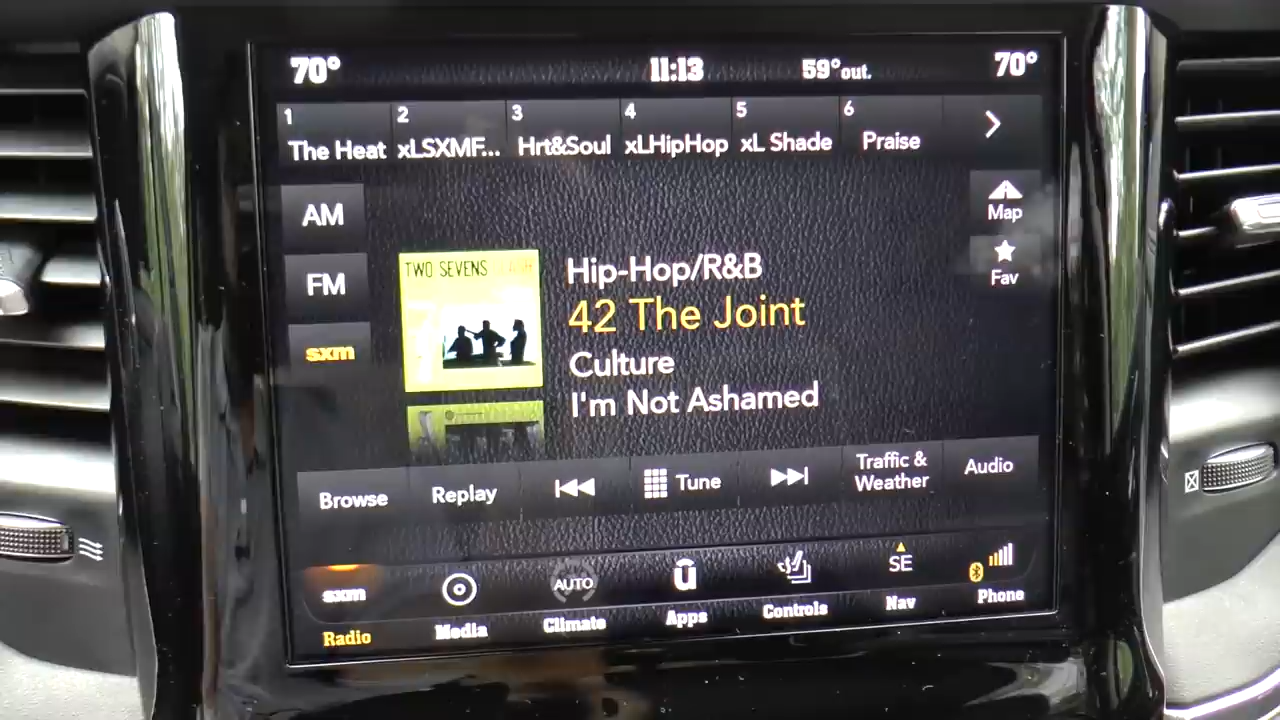 70° 11:13 59°out. 70°
1 2 3 4 5 6
The Heat xLSXMF... Hrt&Soul xLHipHop xL Shade Praise
AM
FM
sxm
Map
Fav
TWO SEVENS
Hip-Hop/R&B
42 The Joint
Culture
I'm Not Ashamed
Browse Replay Tune Traffic & Weather Audio
sxm AUTO ū SE
Radio Media Climate Apps Controls Nav Phone